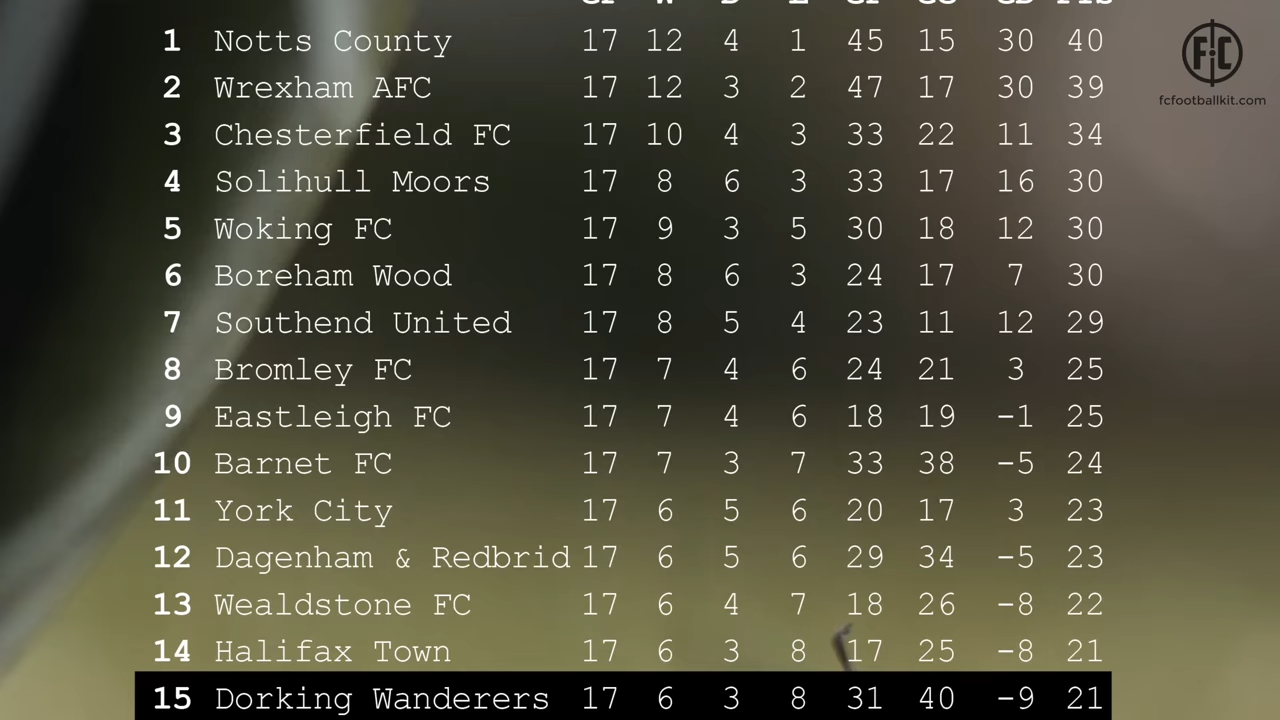 1 Notts County 17 12 4 1 45 15 30 40
2 Wrexham AFC 17 12 3 2 47 17 30 39
3 Chesterfield FC 17 10 4 3 33 22 11 34
4 Solihull Moors 17 8 6 3 33 17 16 30
5 Woking FC 17 9 3 5 30 18 12 30
6 Boreham Wood 17 8 6 3 24 17 7 30
7 Southend United 17 8 5 4 23 11 12 29
8 Bromley FC 17 7 4 6 24 21 3 25
9 Eastleigh FC 17 7 4 6 18 19 -1 25
10 Barnet FC 17 7 3 7 33 38 -5 24
11 York City 17 6 5 6 20 17 3 23
12 Dagenham & Redbrid 17 6 5 6 29 34 -5 23
13 Wealdstone FC 17 6 4 7 18 26 -8 22
14 Halifax Town 17 6 3 8 17 25 -8 21
15 Dorking Wanderers 17 6 3 8 31 40 -9 21
FC
fcfootballkit.com